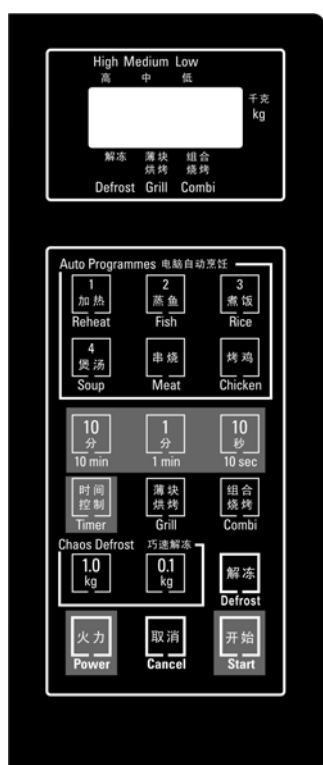 High Medium Low
高 中 低
千克
kg
解冻 薄块 组合
烘烤 烧烤
Defrost Grill Combi
Auto Programmes 电脑自动烹饪
1 2 3
加热 蒸鱼 煮饭
Reheat Fish Rice
4
煲汤 串烧 烤鸡
Soup Meat Chicken
10 1 10
分 分 秒
10 min 1 min 10 sec
时间 薄块 组合
控制 烘烤 烧烤
Timer Grill Combi
Chaos Defrost 巧速解冻
1.0 0.1
kg kg
解冻
Defrost
火力 取消 开始
Power Cancel Start